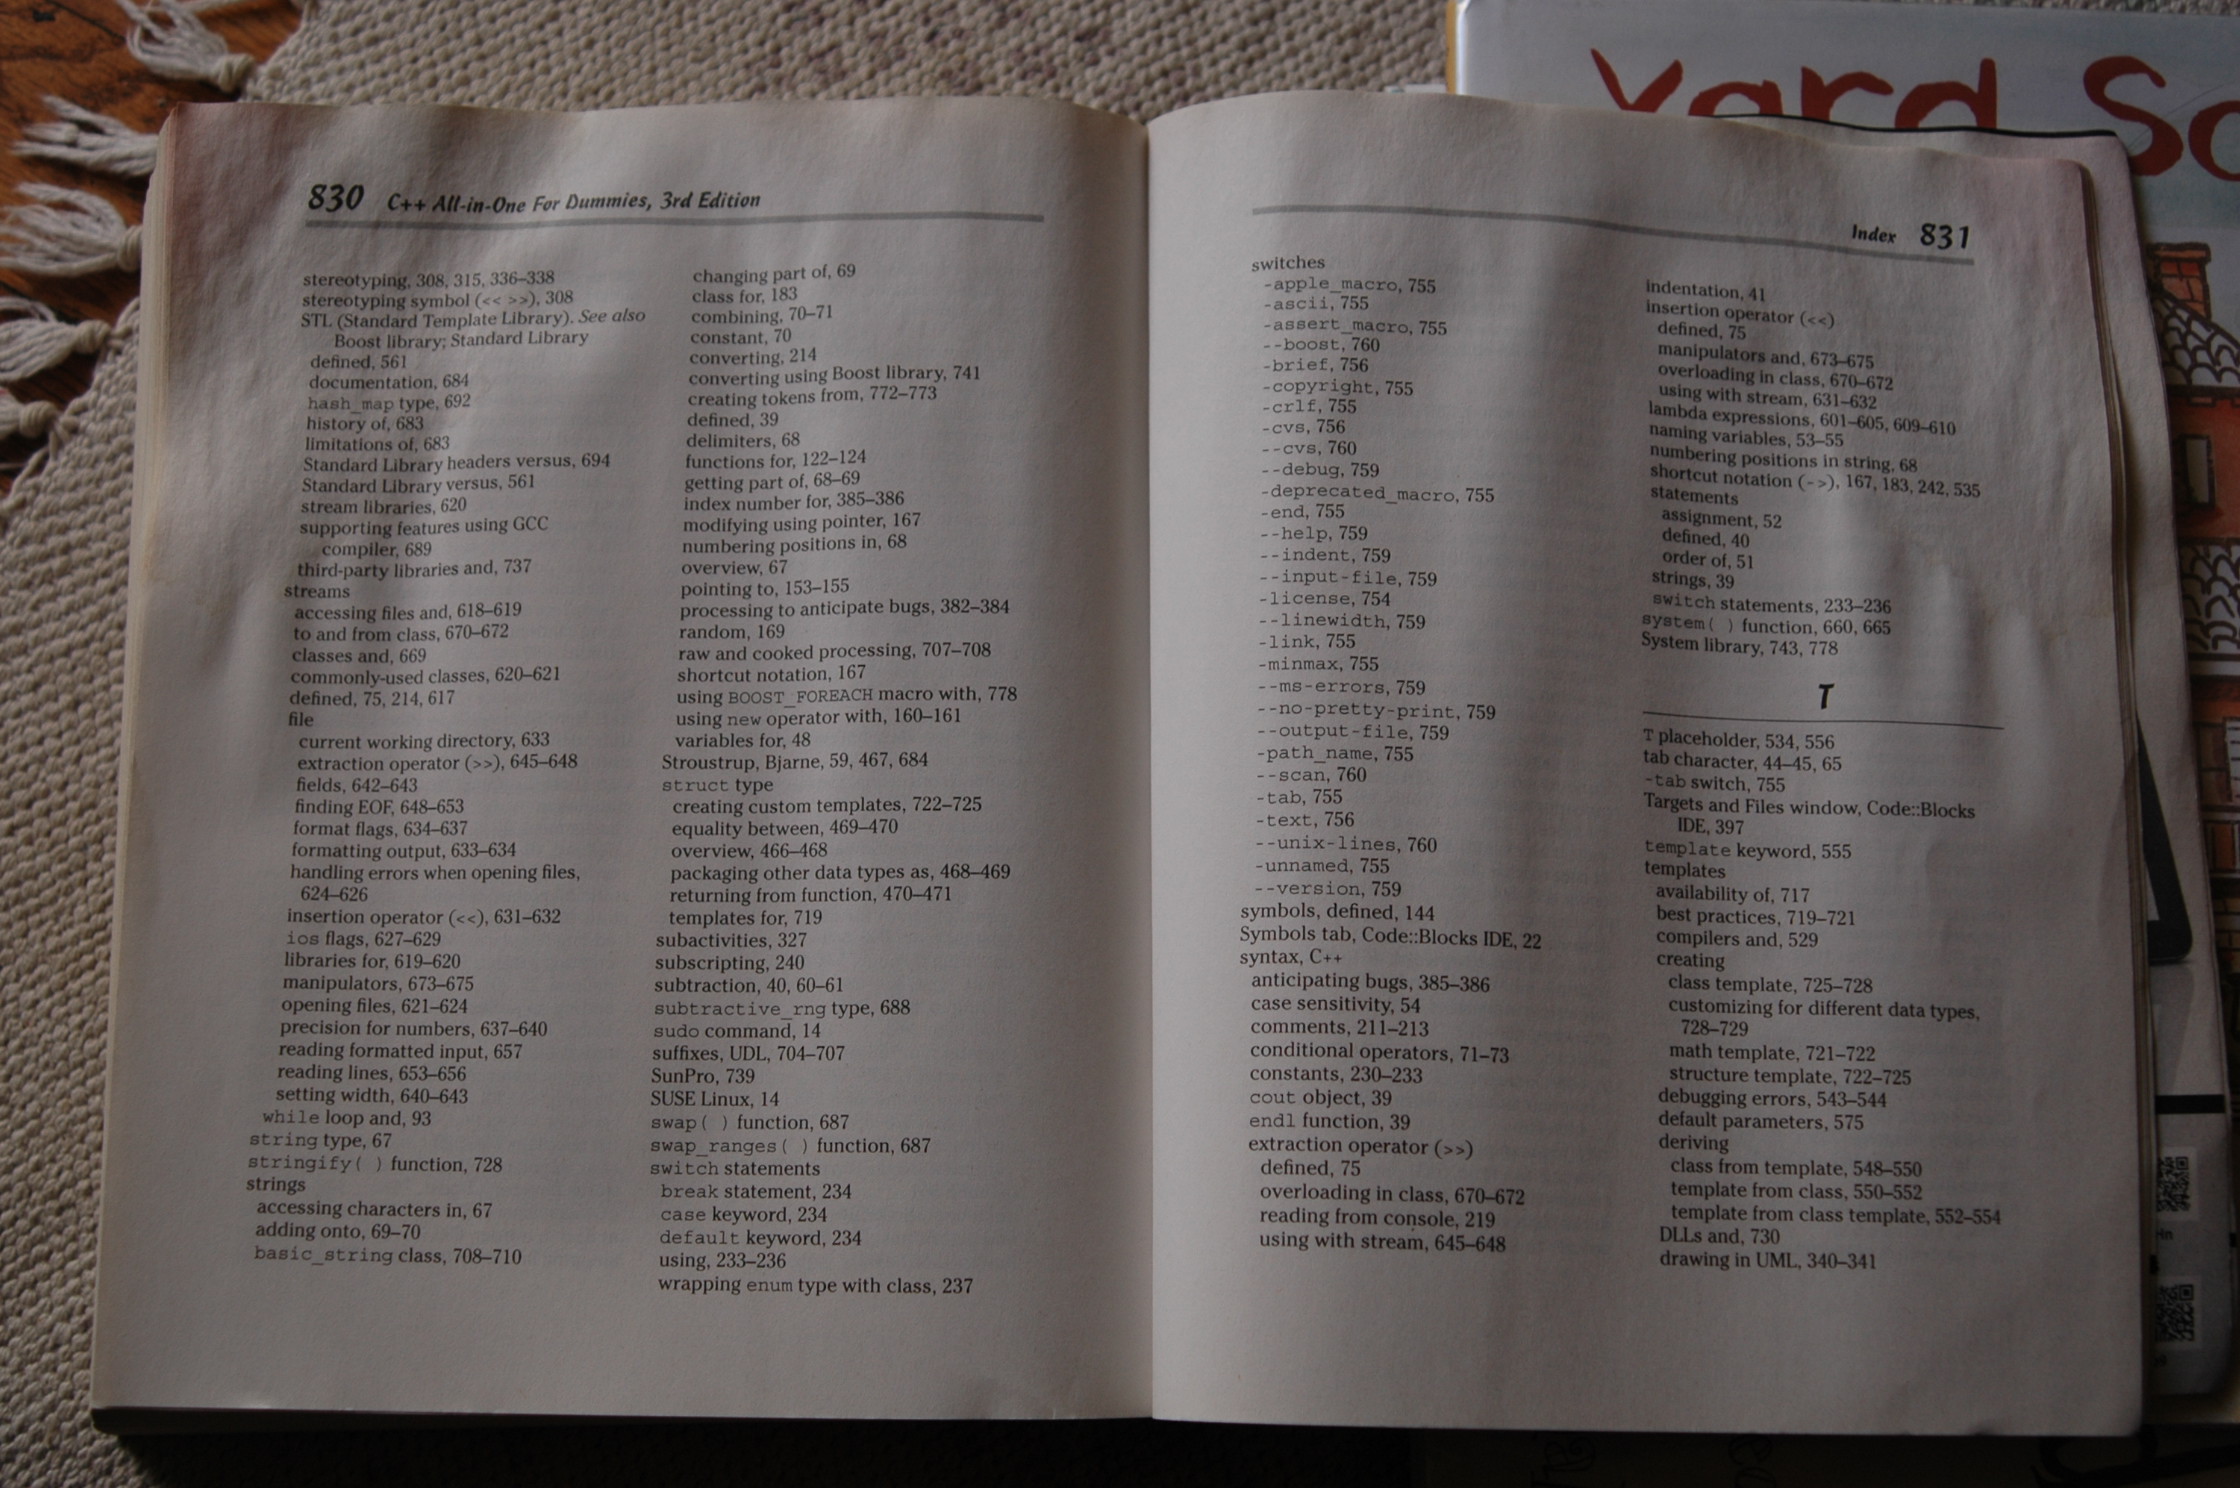 830 C++ All-in-One For Dummies, 3rd Edition
stereotyping, 308, 315, 336–338
stereotyping symbol (<< >>), 308
STL (Standard Template Library). See also
Boost library; Standard Library
defined, 561
documentation, 684
hash_map type, 692
history of, 683
limitations of, 683
Standard Library headers versus, 694
Standard Library versus, 561
stream libraries, 620
supporting features using GCC
compiler, 689
third-party libraries and, 737
streams
accessing files and, 618–619
to and from class, 670–672
classes and, 669
commonly-used classes, 620–621
defined, 75, 214, 617
file
current working directory, 633
extraction operator (>>), 645–648
fields, 642–643
finding EOF, 648–653
format flags, 634–637
formatting output, 633–634
handling errors when opening files,
624–626
insertion operator (<<), 631–632
ios flags, 627–629
libraries for, 619–620
manipulators, 673–675
opening files, 621–624
precision for numbers, 637–640
reading formatted input, 657
reading lines, 653–656
setting width, 640–643
while loop and, 93
string type, 67
stringify( ) function, 728
strings
accessing characters in, 67
adding onto, 69–70
basic_string class, 708–710
changing part of, 69
class for, 183
combining, 70–71
constant, 70
converting, 214
converting using Boost library, 741
creating tokens from, 772–773
defined, 39
delimiters, 68
functions for, 122–124
getting part of, 68–69
index number for, 385–386
modifying using pointer, 167
numbering positions in, 68
overview, 67
pointing to, 153–155
processing to anticipate bugs, 382–384
random, 169
raw and cooked processing, 707–708
shortcut notation, 167
using BOOST_FOREACH macro with, 778
using new operator with, 160–161
variables for, 48
Stroustrup, Bjarne, 59, 467, 684
struct type
creating custom templates, 722–725
equality between, 469–470
overview, 466–468
packaging other data types as, 468–469
returning from function, 470–471
templates for, 719
subactivities, 327
subscripting, 240
subtraction, 40, 60–61
subtractive_rng type, 688
sudo command, 14
suffixes, UDL, 704–707
SunPro, 739
SUSE Linux, 14
swap( ) function, 687
swap_ranges( ) function, 687
switch statements
break statement, 234
case keyword, 234
default keyword, 234
using, 233–236
wrapping enum type with class, 237
Index 831
switches
-apple_macro, 755
-ascii, 755
-assert_macro, 755
--boost, 760
-brief, 756
-copyright, 755
-crlf, 755
-cvs, 756
--cvs, 760
--debug, 759
-deprecated_macro, 755
-end, 755
--help, 759
--indent, 759
--input-file, 759
-license, 754
--linewidth, 759
-link, 755
-minmax, 755
--ms-errors, 759
--no-pretty-print, 759
--output-file, 759
-path_name, 755
--scan, 760
-tab, 755
-text, 756
--unix-lines, 760
-unnamed, 755
--version, 759
symbols, defined, 144
Symbols tab, Code::Blocks IDE, 22
syntax, C++
anticipating bugs, 385–386
case sensitivity, 54
comments, 211–213
conditional operators, 71–73
constants, 230–233
cout object, 39
endl function, 39
extraction operator (>>)
defined, 75
overloading in class, 670–672
reading from console, 219
using with stream, 645–648
indentation, 41
insertion operator (<<)
defined, 75
manipulators and, 673–675
overloading in class, 670–672
using with stream, 631–632
lambda expressions, 601–605, 609–610
naming variables, 53–55
numbering positions in string, 68
shortcut notation (->), 167, 183, 242, 535
statements
assignment, 52
defined, 40
order of, 51
strings, 39
switch statements, 233–236
system( ) function, 660, 665
System library, 743, 778
T
T placeholder, 534, 556
tab character, 44–45, 65
-tab switch, 755
Targets and Files window, Code::Blocks
IDE, 397
template keyword, 555
templates
availability of, 717
best practices, 719–721
compilers and, 529
creating
class template, 725–728
customizing for different data types,
728–729
math template, 721–722
structure template, 722–725
debugging errors, 543–544
default parameters, 575
deriving
class from template, 548–550
template from class, 550–552
template from class template, 552–554
DLLs and, 730
drawing in UML, 340–341
Yard